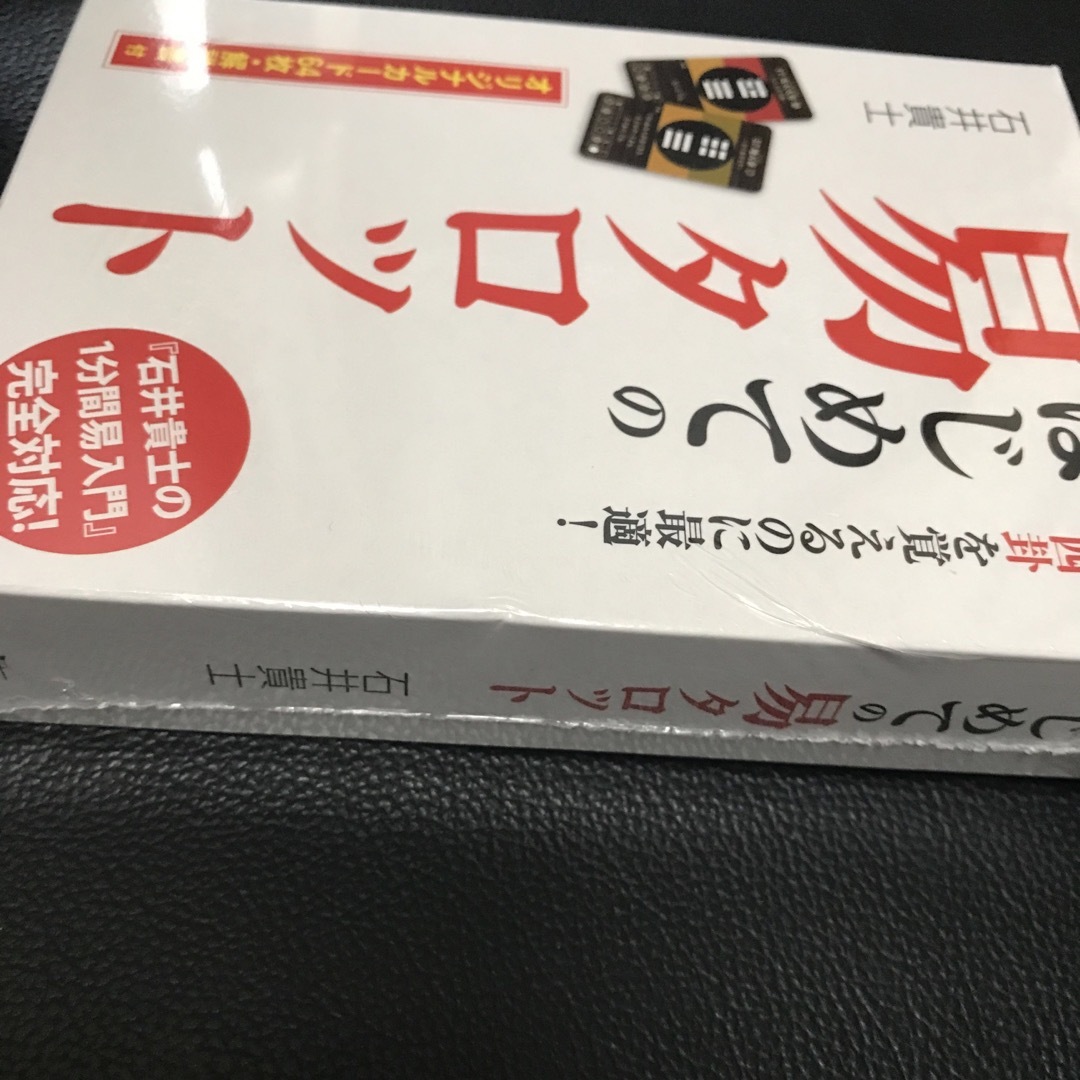 四卦を覚えるのに最適！
はじめての
易タロット
石井貴士
オリジナルカード64枚・解説書付
『石井貴士の
1分間易入門』
完全対応！
じめての易タロット 石井貴士